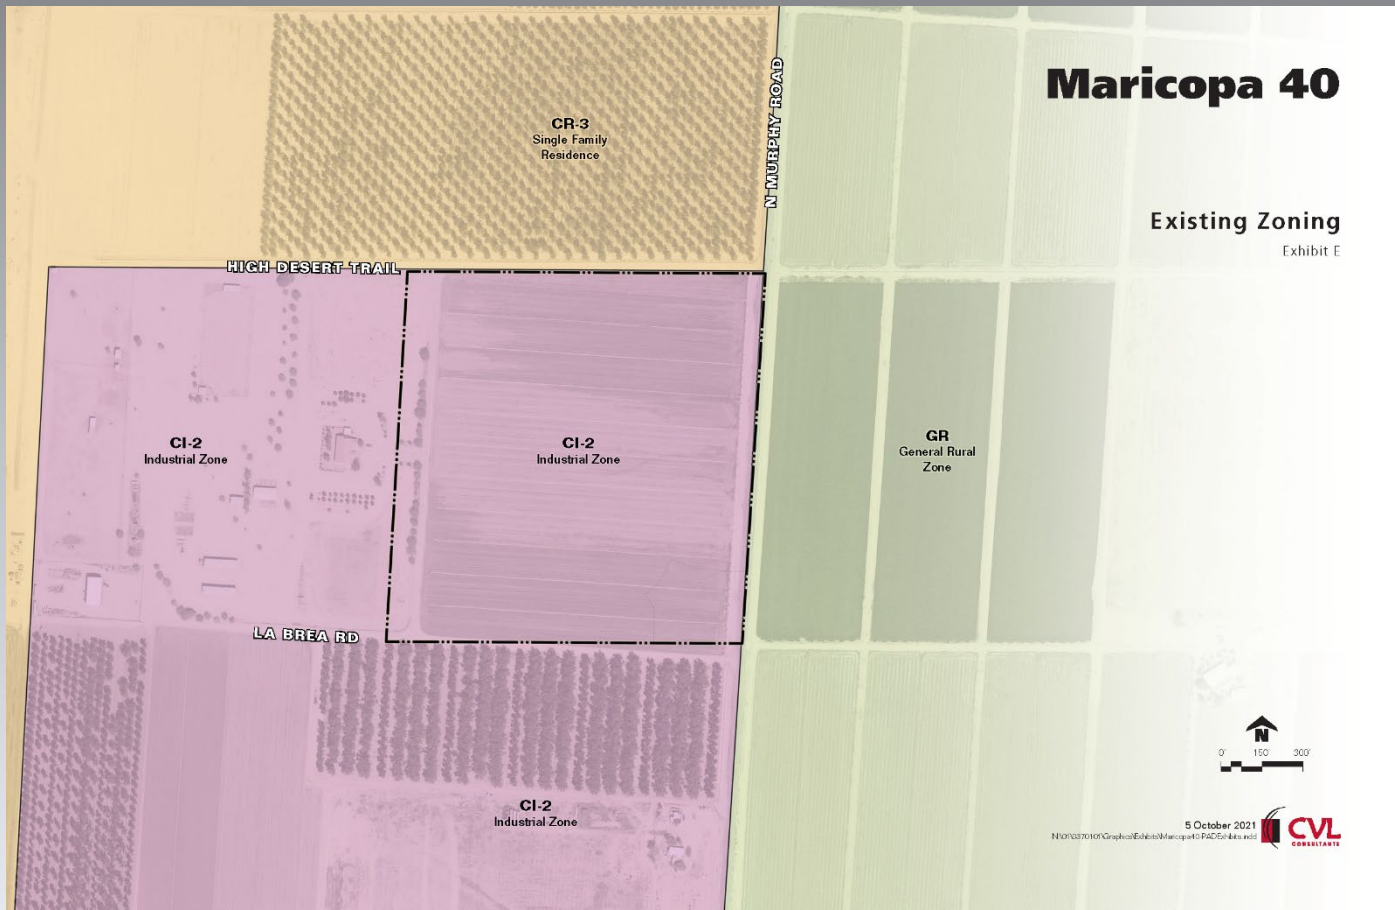 Maricopa 40
Existing Zoning
Exhibit E
CR-3
Single Family
Residence
N MURPHY ROAD
HIGH DESERT TRAIL
CI-2
Industrial Zone
CI-2
Industrial Zone
GR
General Rural
Zone
LA BREA RD
CI-2
Industrial Zone
N
0' 150' 300'
5 October 2021
CVL
CONSULTANTS